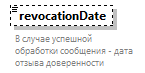 revocationDate
В случае успешной
обработки сообщения - дата
отзыва доверенности